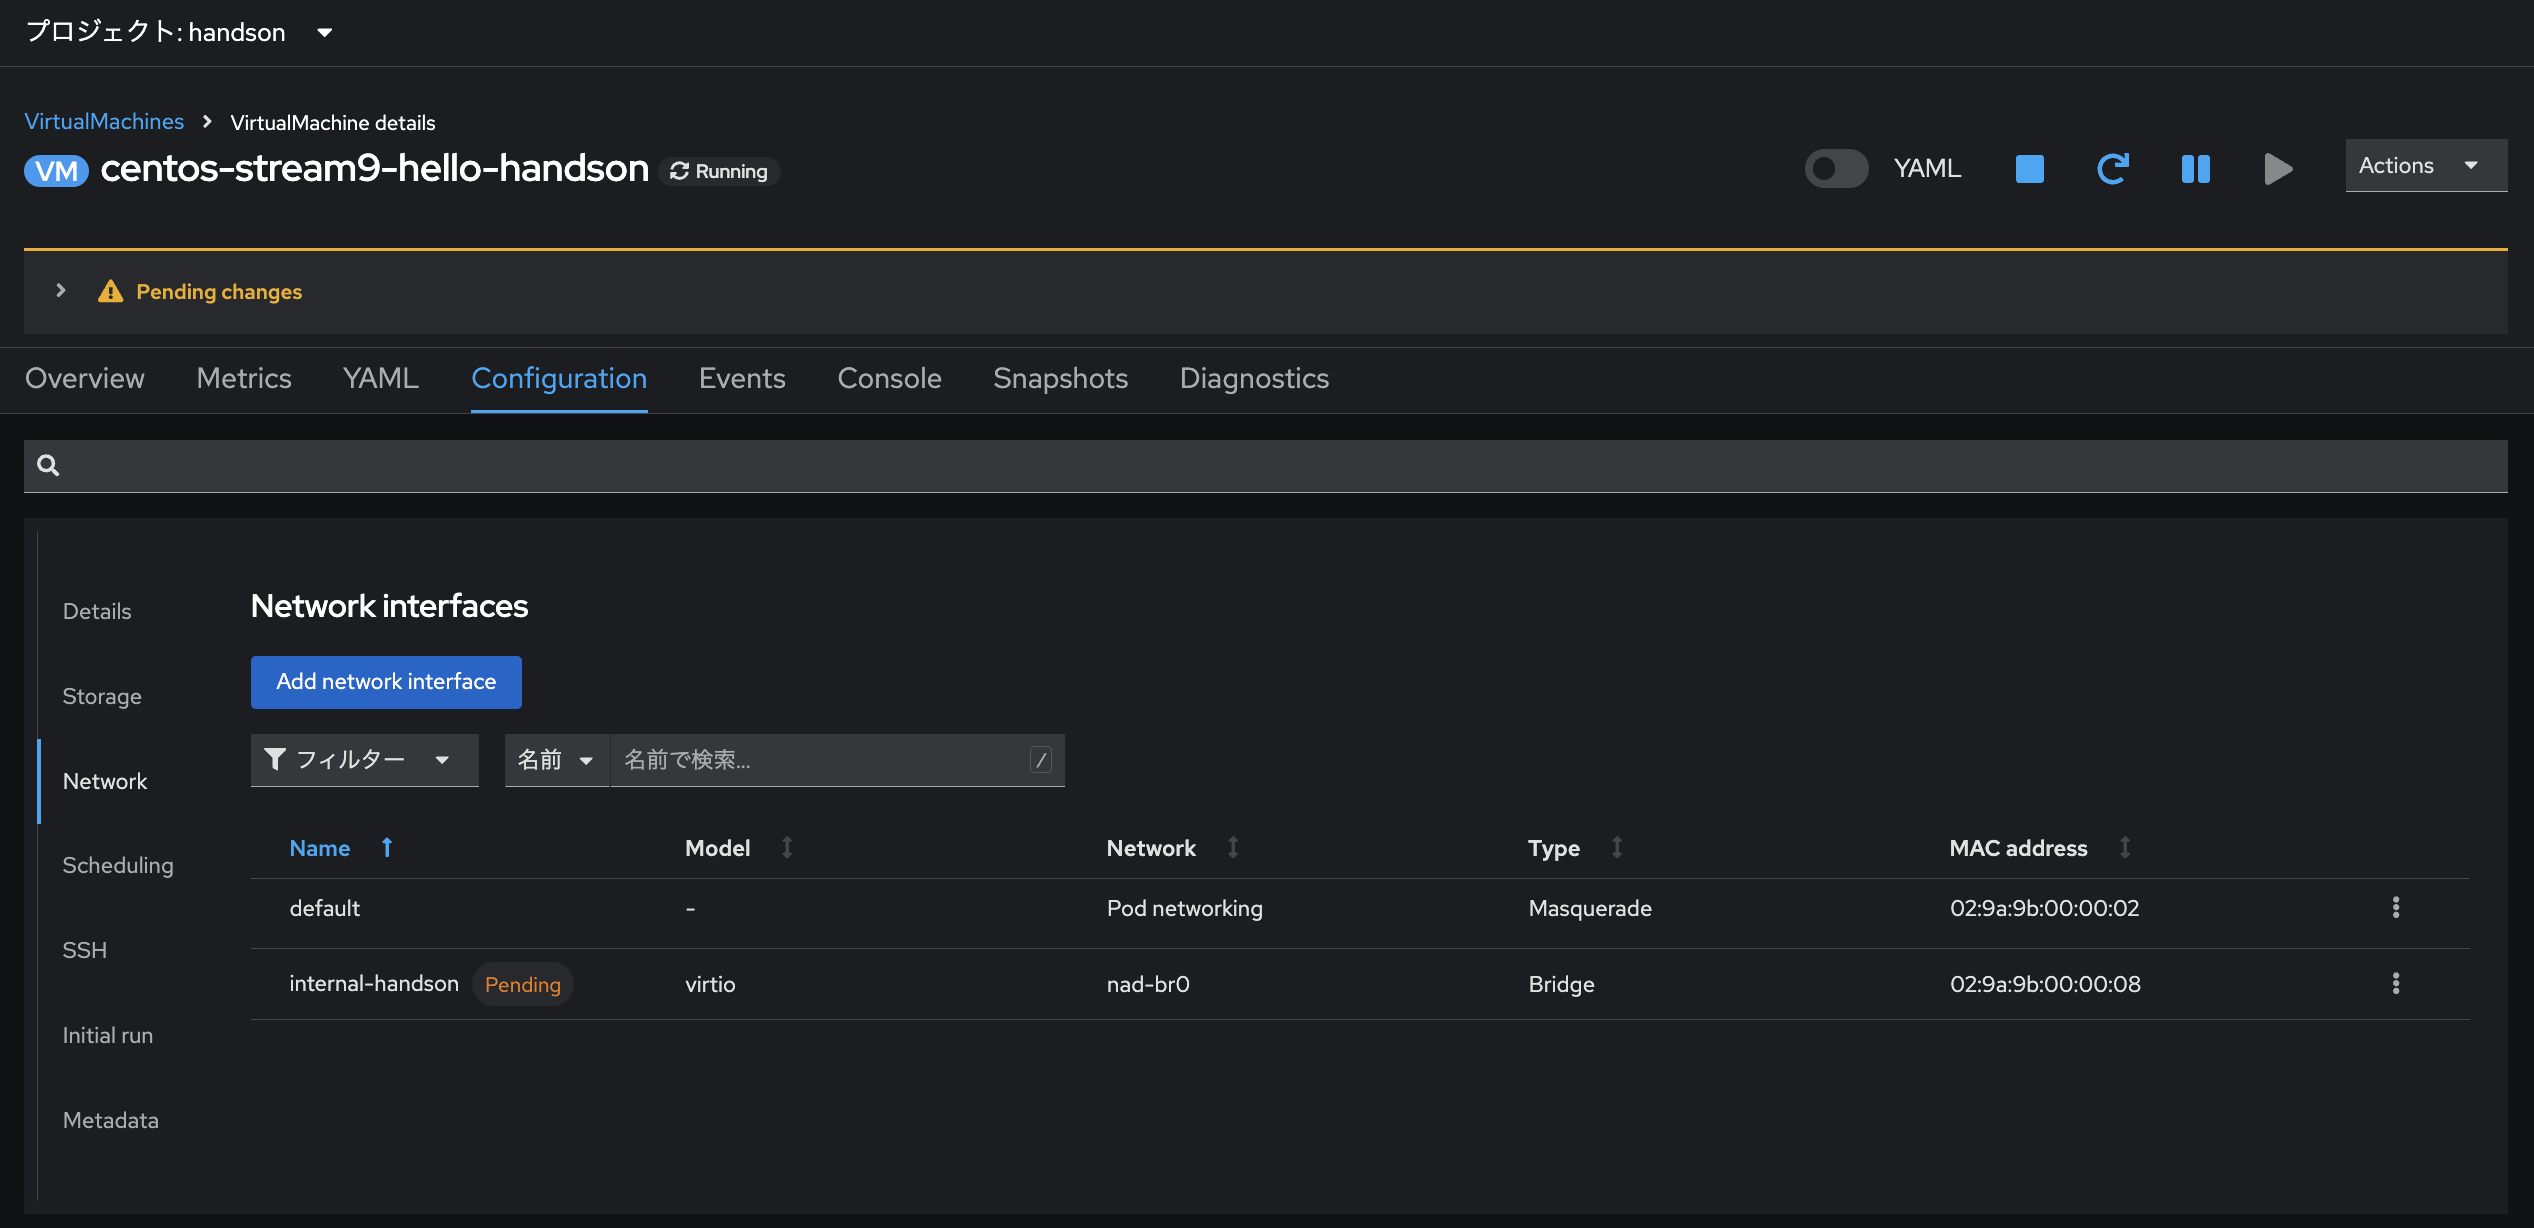 プロジェクト: handson
VirtualMachines > VirtualMachine details
VM centos-stream9-hello-handson Running
YAML Actions
Pending changes
Overview Metrics YAML Configuration Events Console Snapshots Diagnostics
Details
Storage
Network
Scheduling
SSH
Initial run
Metadata
Network interfaces
Add network interface
フィルター 名前 名前で検索... /
Name Model Network Type MAC address
default - Pod networking Masquerade 02:9a:9b:00:00:02
internal-handson Pending virtio nad-br0 Bridge 02:9a:9b:00:00:08